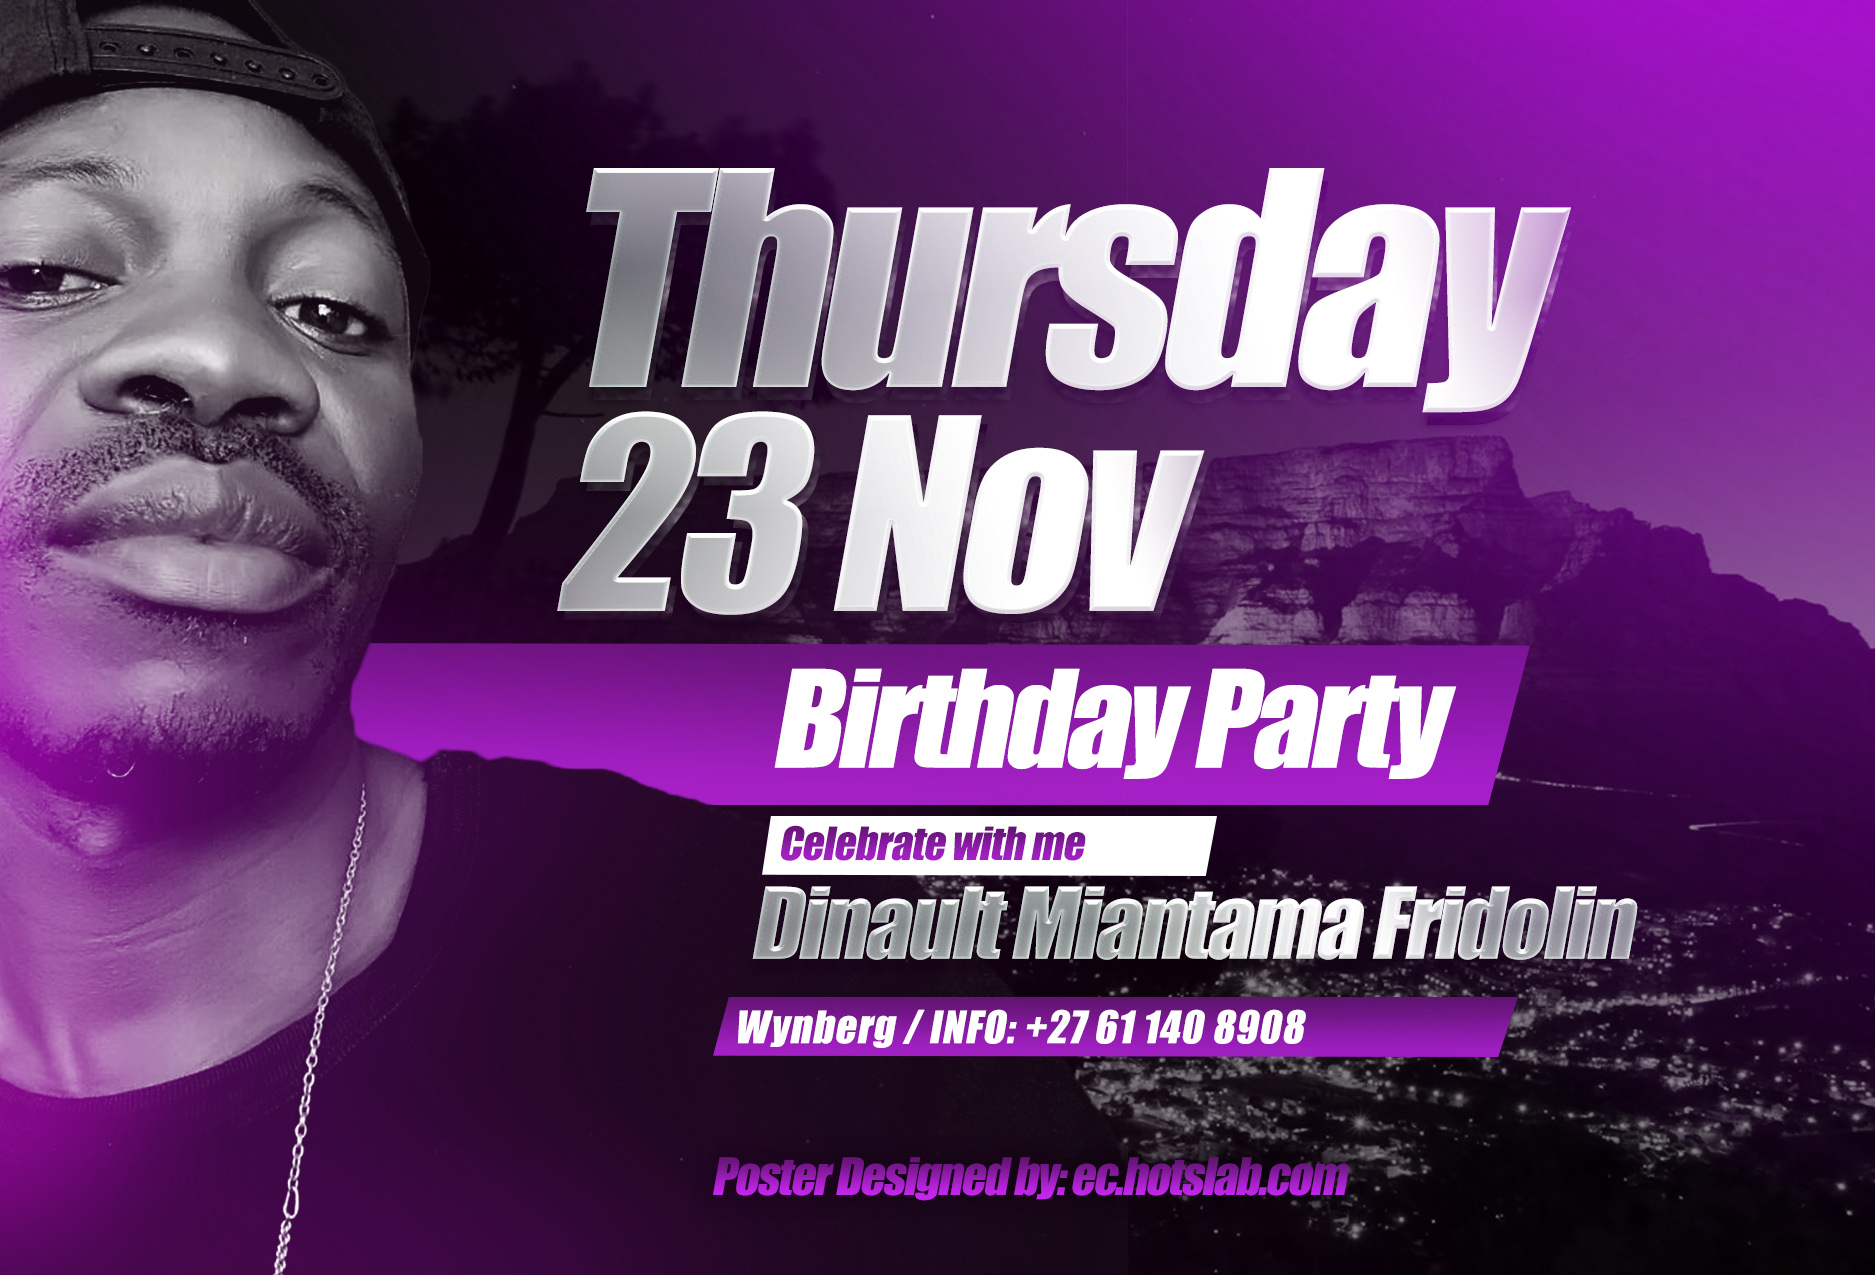 Thursday
23 Nov
Birthday Party
Celebrate with me
Dinault Miantama Fridolin
Wynberg / INFO: +27 61 140 8908
Poster Designed by: ec.hotslab.com